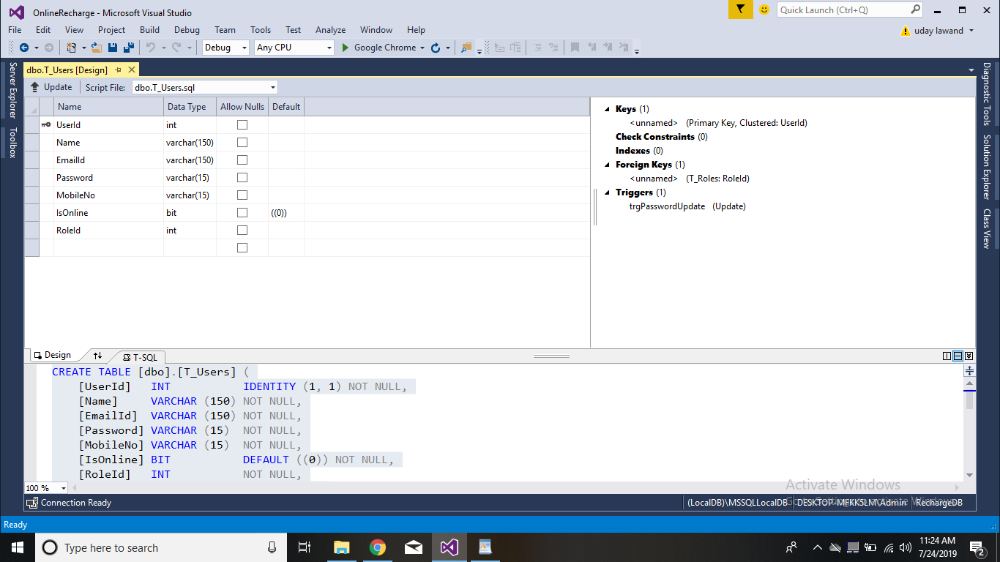 OnlineRecharge - Microsoft Visual Studio
Quick Launch (Ctrl+Q)
File Edit View Project Build Debug Team Tools Test Analyze Window Help
uday lawand
Debug Any CPU Google Chrome
Server Explorer
Toolbox
dbo.T_Users [Design]
Update Script File: dbo.T_Users.sql
Name Data Type Allow Nulls Default
UserId int
Name varchar(150)
EmailId varchar(150)
Password varchar(15)
MobileNo varchar(15)
IsOnline bit ((0))
RoleId int
Keys (1)
<unnamed> (Primary Key, Clustered: UserId)
Check Constraints (0)
Indexes (0)
Foreign Keys (1)
<unnamed> (T_Roles: RoleId)
Triggers (1)
trgPasswordUpdate (Update)
Diagnostic Tools
Solution Explorer
Class View
Design T-SQL
CREATE TABLE [dbo].[T_Users] (
[UserId] INT IDENTITY (1, 1) NOT NULL,
[Name] VARCHAR (150) NOT NULL,
[EmailId] VARCHAR (150) NOT NULL,
[Password] VARCHAR (15) NOT NULL,
[MobileNo] VARCHAR (15) NOT NULL,
[IsOnline] BIT DEFAULT ((0)) NOT NULL,
[RoleId] INT NOT NULL,
100 %
Activate Windows
Go to Settings to activate Windows.
Connection Ready (LocalDB)\MSSQLLocalDB RechargeDB
Ready
Type here to search
11:24 AM
7/24/2019
2